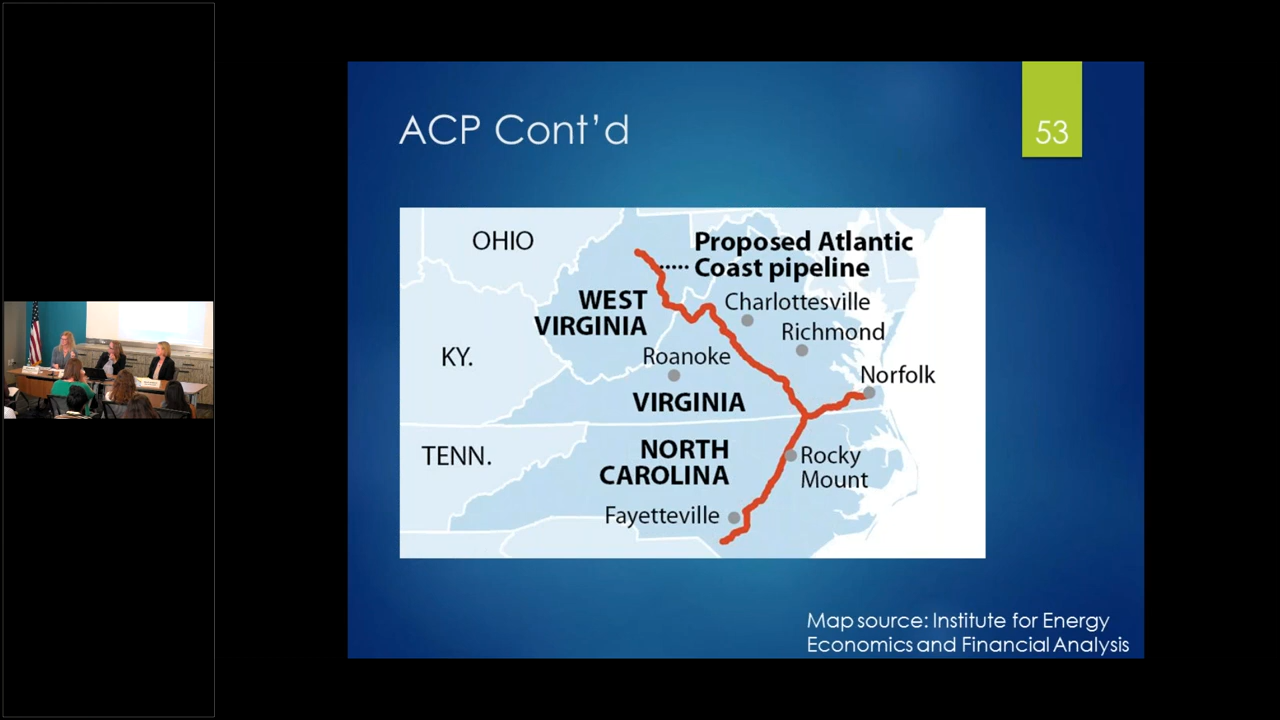 ACP Cont’d
53
OHIO
Proposed Atlantic
Coast pipeline
WEST
VIRGINIA
Charlottesville
Richmond
KY.
Roanoke
Norfolk
VIRGINIA
TENN.
NORTH
CAROLINA
Rocky
Mount
Fayetteville
Map source: Institute for Energy
Economics and Financial Analysis